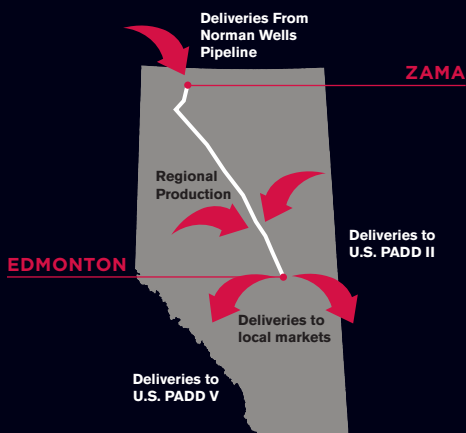 Deliveries From
Norman Wells
Pipeline
ZAMA
Regional
Production
Deliveries to
U.S. PADD II
EDMONTON
Deliveries to
local markets
Deliveries to
U.S. PADD V